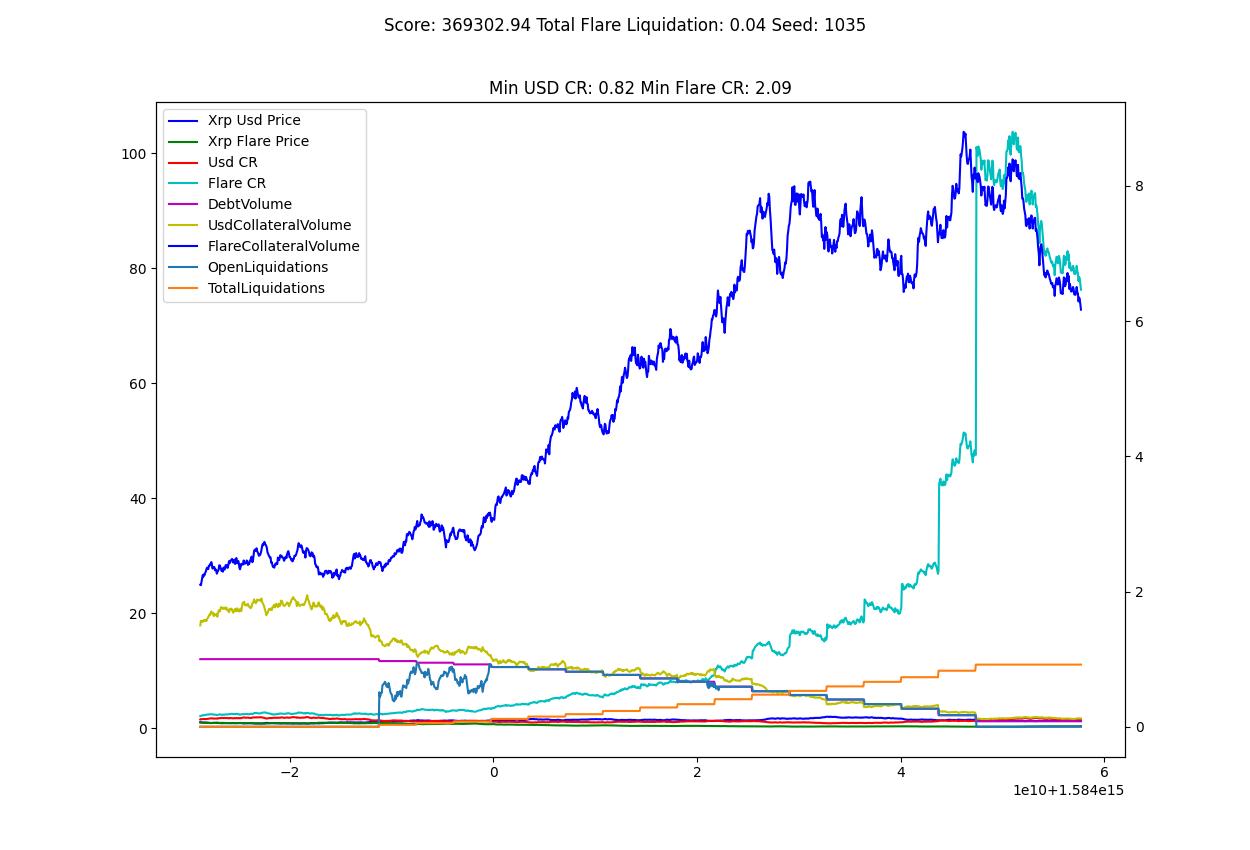 Score: 369302.94 Total Flare Liquidation: 0.04 Seed: 1035
Min USD CR: 0.82 Min Flare CR: 2.09
Xrp Usd Price
Xrp Flare Price
Usd CR
Flare CR
DebtVolume
UsdCollateralVolume
FlareCollateralVolume
OpenLiquidations
TotalLiquidations
100
80
60
40
20
0
8
6
4
2
0
−2
0
2
4
6
1e10+1.584e15